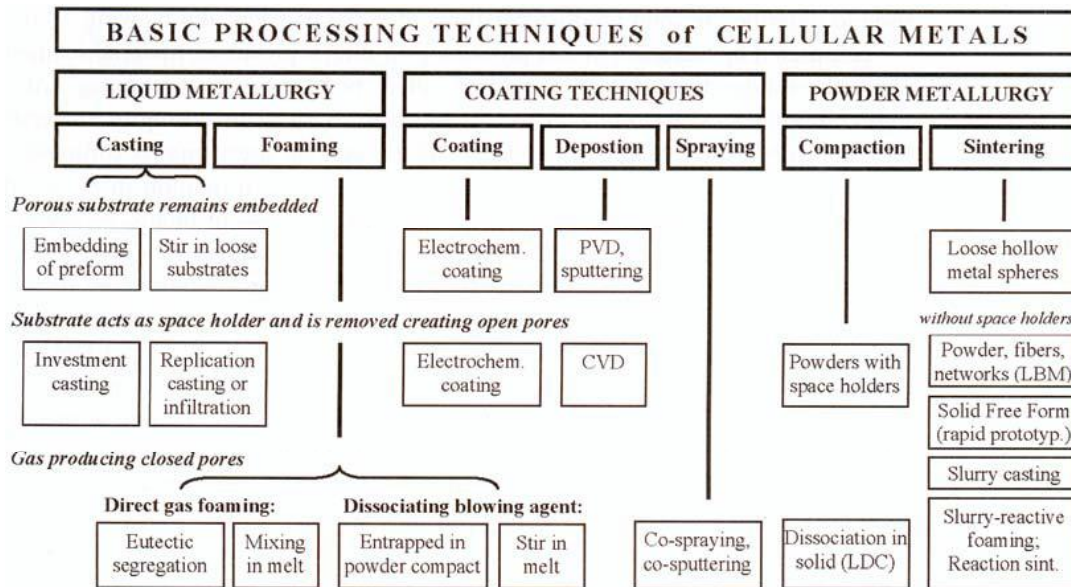 BASIC PROCESSING TECHNIQUES of CELLULAR METALS
LIQUID METALLURGY
COATING TECHNIQUES
POWDER METALLURGY
Casting
Foaming
Coating
Depostion
Spraying
Compaction
Sintering
Porous substrate remains embedded
Embedding
of preform
Stir in loose
substrates
Electrochem.
coating
PVD,
sputtering
Loose hollow
metal spheres
Substrate acts as space holder and is removed creating open pores
without space holders
Investment
casting
Replication
casting or
infiltration
Electrochem.
coating
CVD
Powders with
space holders
Powder, fibers,
networks (LBM)
Solid Free Form
(rapid prototyp.)
Slurry casting
Gas producing closed pores
Direct gas foaming:
Dissociating blowing agent:
Eutectic
segregation
Mixing
in melt
Entrapped in
powder compact
Stir in
melt
Co-spraying,
co-sputtering
Dissociation in
solid (LDC)
Slurry-reactive
foaming;
Reaction sint.